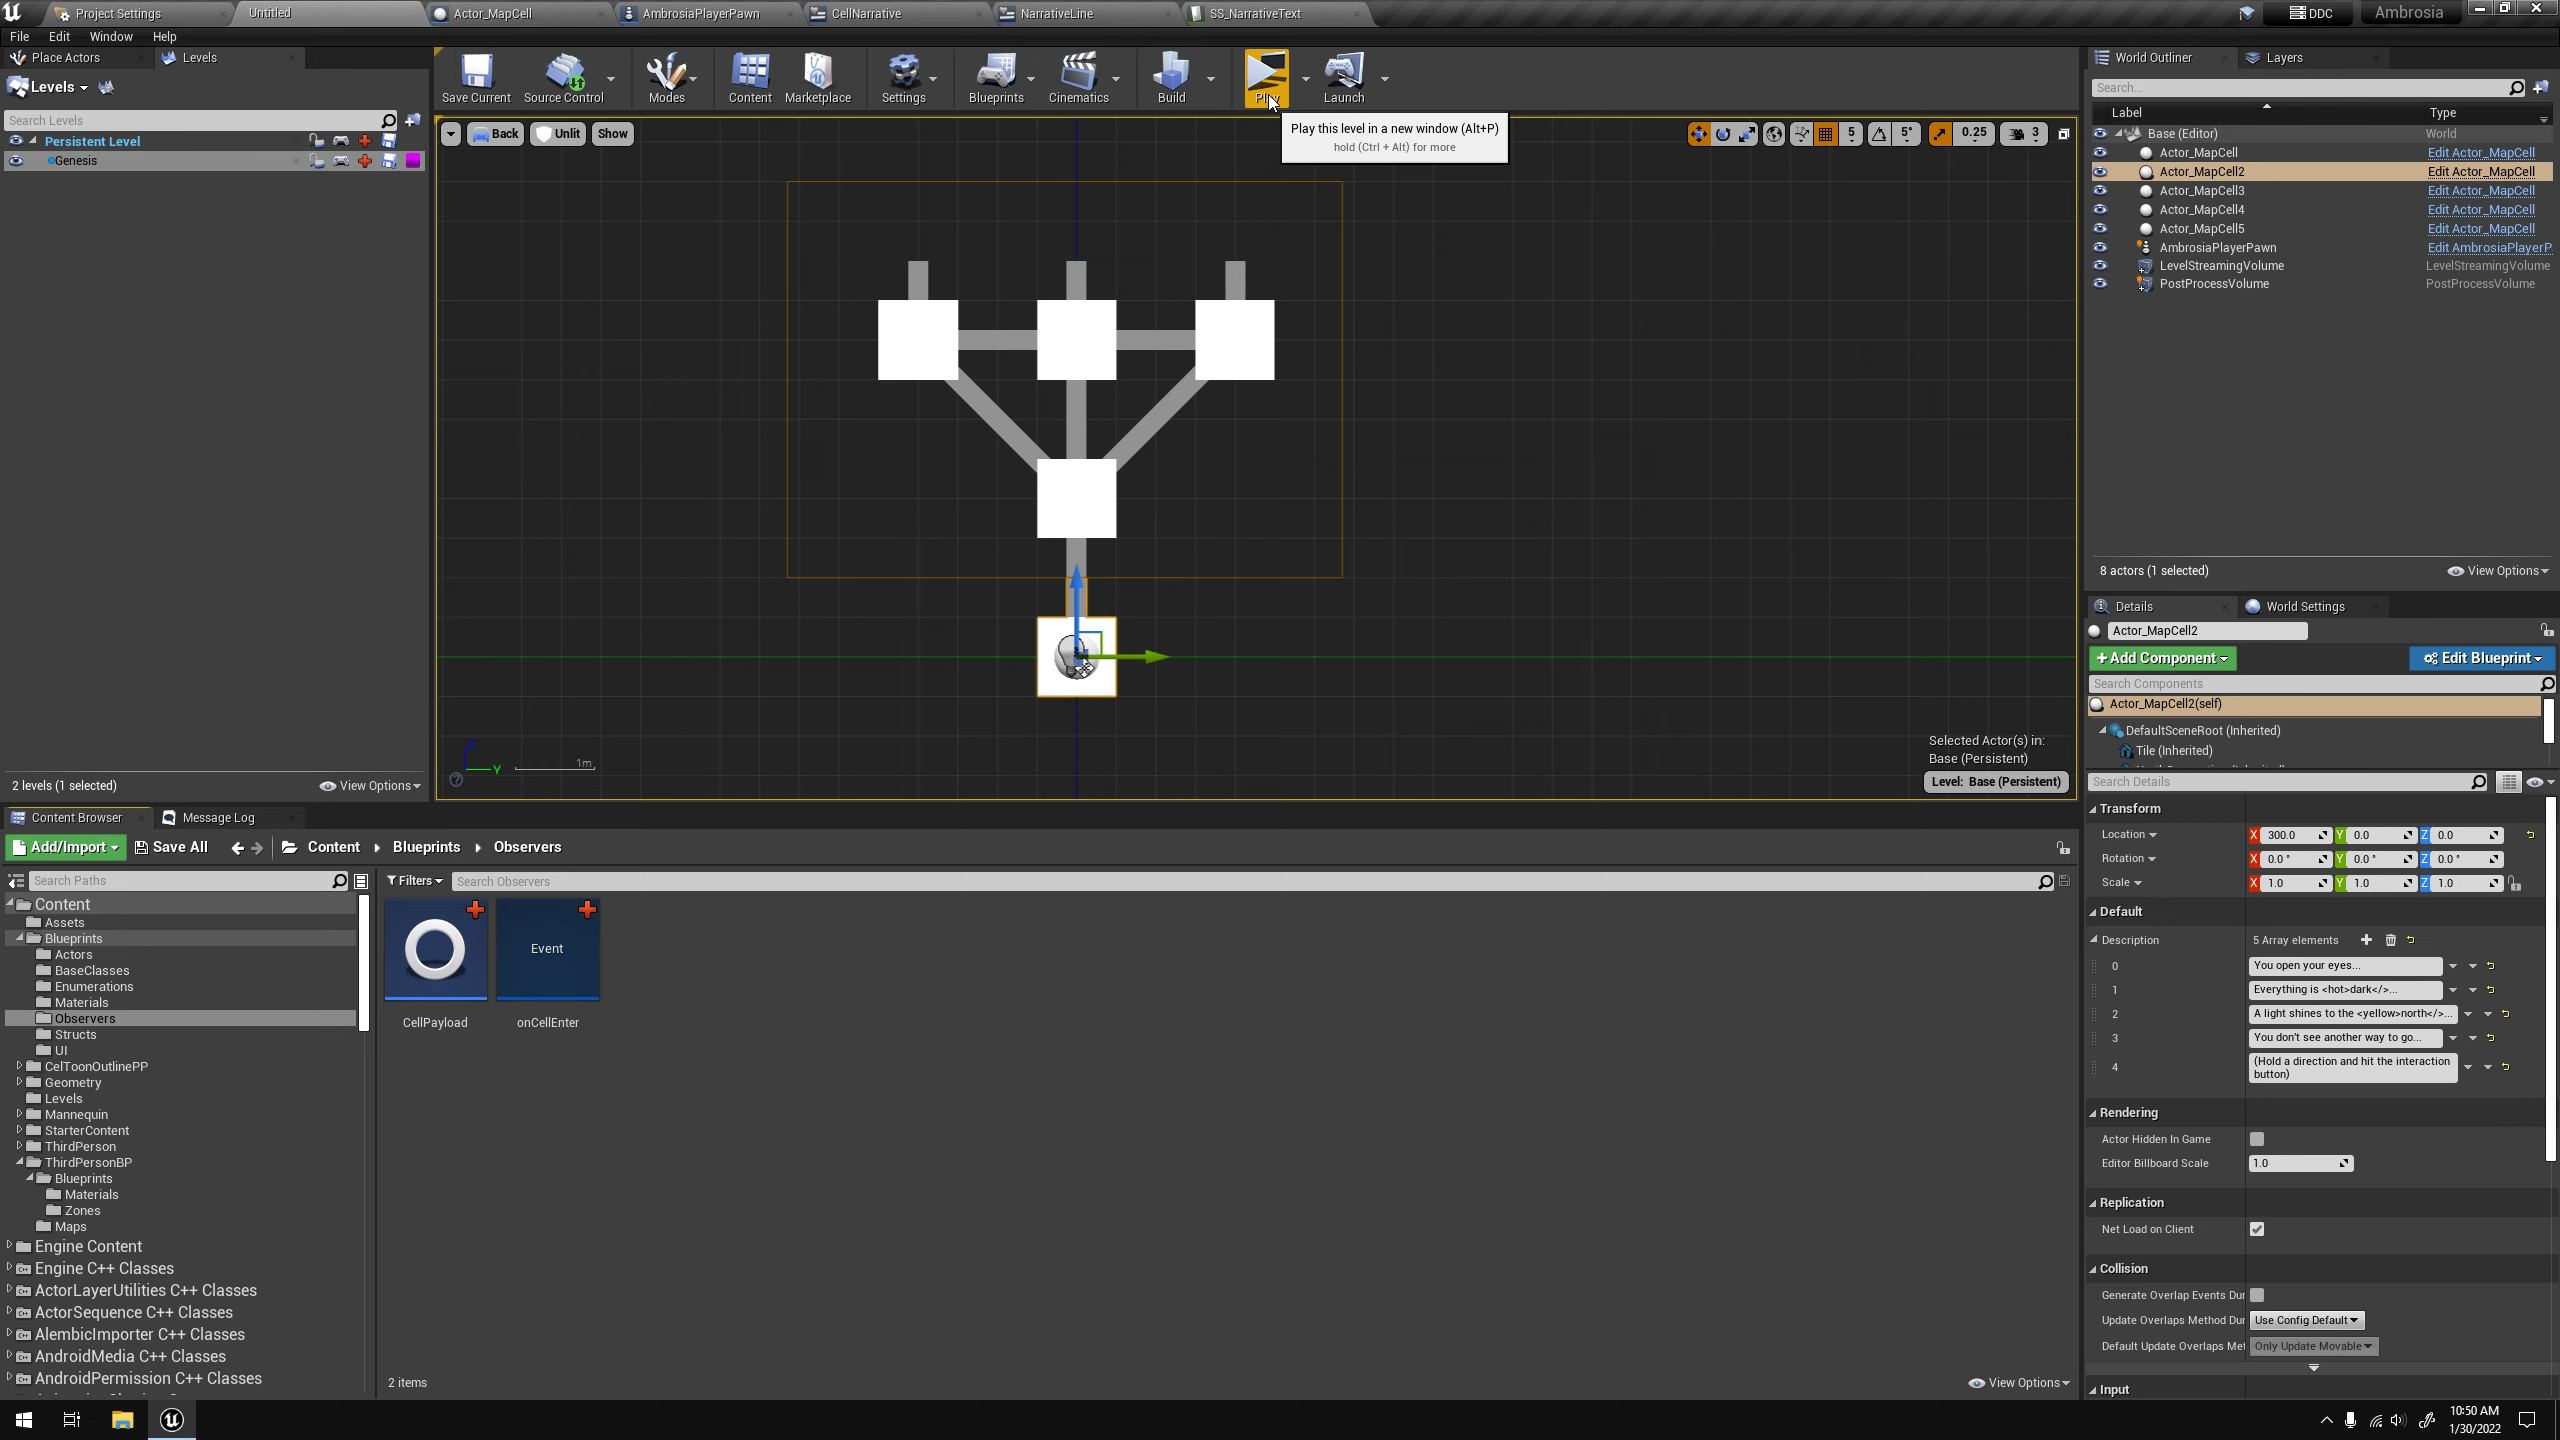 Project Settings
Untitled
Actor_MapCell
AmbrosiaPlayerPawn
CellNarrative
NarrativeLine
SS_NarrativeText
DDC
Ambrosia
File Edit Window Help
Place Actors
Levels
Levels
Search Levels
Persistent Level
Genesis
2 levels (1 selected)
View Options
Save Current
Source Control
Modes
Content
Marketplace
Settings
Blueprints
Cinematics
Build
Play
Launch
Play this level in a new window (Alt+P)
hold (Ctrl + Alt) for more
Back
Unlit
Show
5
5°
0.25
3
Y
1m
Selected Actor(s) in:
Base (Persistent)
Level: Base (Persistent)
World Outliner
Layers
Search...
Label Type
Base (Editor) World
Actor_MapCell Edit Actor_MapCell
Actor_MapCell2 Edit Actor_MapCell
Actor_MapCell3 Edit Actor_MapCell
Actor_MapCell4 Edit Actor_MapCell
Actor_MapCell5 Edit Actor_MapCell
AmbrosiaPlayerPawn Edit AmbrosiaPlayerP
LevelStreamingVolume LevelStreamingVolume
PostProcessVolume PostProcessVolume
8 actors (1 selected)
View Options
Details
World Settings
Actor_MapCell2
+Add Component
Edit Blueprint
Search Components
Actor_MapCell2(self)
DefaultSceneRoot (Inherited)
Tile (Inherited)
Search Details
Transform
Location X 300.0 Y 0.0 Z 0.0
Rotation X 0.0 ° Y 0.0 ° Z 0.0 °
Scale X 1.0 Y 1.0 Z 1.0
Default
Description 5 Array elements
0 You open your eyes...
1 Everything is <hot>dark</>...
2 A light shines to the <yellow>north</>...
3 You don't see another way to go...
4 (Hold a direction and hit the interaction
button)
Rendering
Actor Hidden In Game
Editor Billboard Scale 1.0
Replication
Net Load on Client
Collision
Generate Overlap Events Dur
Update Overlaps Method Dur Use Config Default
Default Update Overlaps Met Only Update Movable
Input
Content Browser
Message Log
Add/Import
Save All
Content
Blueprints
Observers
Search Paths
Filters
Search Observers
Content
Assets
Blueprints
Actors
BaseClasses
Enumerations
Materials
Observers
Structs
UI
CelToonOutlinePP
Geometry
Levels
Mannequin
StarterContent
ThirdPerson
ThirdPersonBP
Blueprints
Materials
Zones
Maps
Engine Content
Engine C++ Classes
ActorLayerUtilities C++ Classes
ActorSequence C++ Classes
AlembicImporter C++ Classes
AndroidMedia C++ Classes
AndroidPermission C++ Classes
Event
CellPayload
onCellEnter
2 items
View Options
10:50 AM
1/30/2022